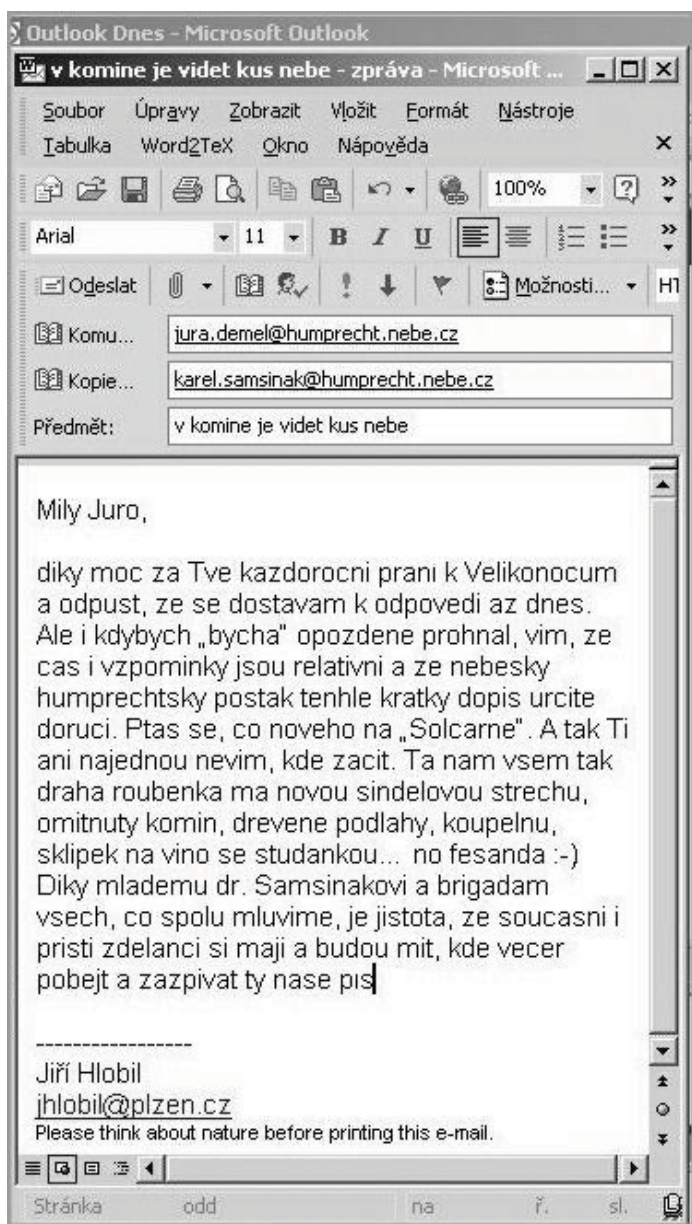 Outlook Dnes - Microsoft Outlook
v komine je videt kus nebe - zpráva - Microsoft ...
Soubor Úpravy Zobrazit Vložit Formát Nástroje
Tabulka Word2TeX Okno Nápověda
100%
Arial 11 B I U
Odeslat Možnosti... HT
Komu... jura.demel@humprecht.nebe.cz
Kopie... karel.samsinak@humprecht.nebe.cz
Předmět: v komine je videt kus nebe
Mily Juro,
diky moc za Tve kazdorocni prani k Velikonocum
a odpust, ze se dostavam k odpovedi az dnes.
Ale i kdybych „bycha" opozdene prohnal, vim, ze
cas i vzpominky jsou relativni a ze nebesky
humprechtsky postak tenhle kratky dopis urcite
doruci. Ptas se, co noveho na „Solcarne". A tak Ti
ani najednou nevim, kde zacit. Ta nam vsem tak
draha roubenka ma novou sindelovou strechu,
omitnuty komin, drevene podlahy, koupelnu,
sklipek na vino se studankou... no fesanda :-)
Diky mlademu dr. Samsinakovi a brigadam
vsech, co spolu mluvime, je jistota, ze soucasni i
pristi zdelanci si maji a budou mit, kde vecer
pobejt a zazpivat ty nase pis
-----------------
Jiří Hlobil
jhlobil@plzen.cz
Please think about nature before printing this e-mail.
Stránka odd na ř. sl.